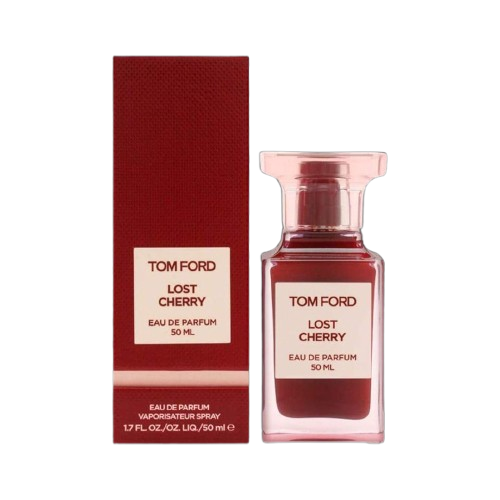 TOM FORD
LOST
CHERRY
EAU DE PARFUM
50 ML
EAU DE PARFUM
VAPORISATEUR SPRAY
1.7 FL. OZ./OZ. LIQ./50 ml ℮
TOM FORD
LOST
CHERRY
EAU DE PARFUM
50 ML